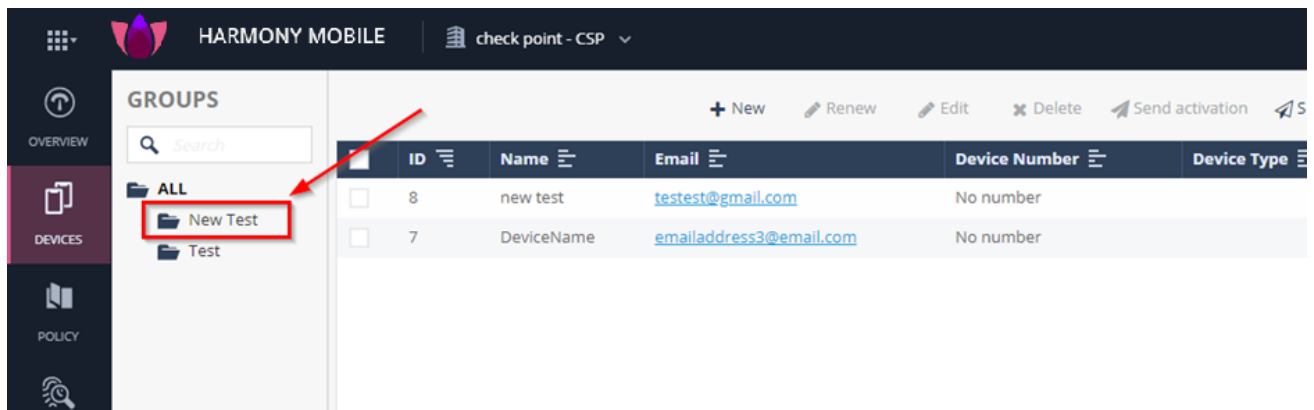 HARMONY MOBILE check point - CSP
OVERVIEW
DEVICES
POLICY
GROUPS
Search
ALL
New Test
Test
New Renew Edit Delete Send activation S
ID Name Email Device Number Device Type
8 new test testest@gmail.com No number
7 DeviceName emailaddress3@email.com No number